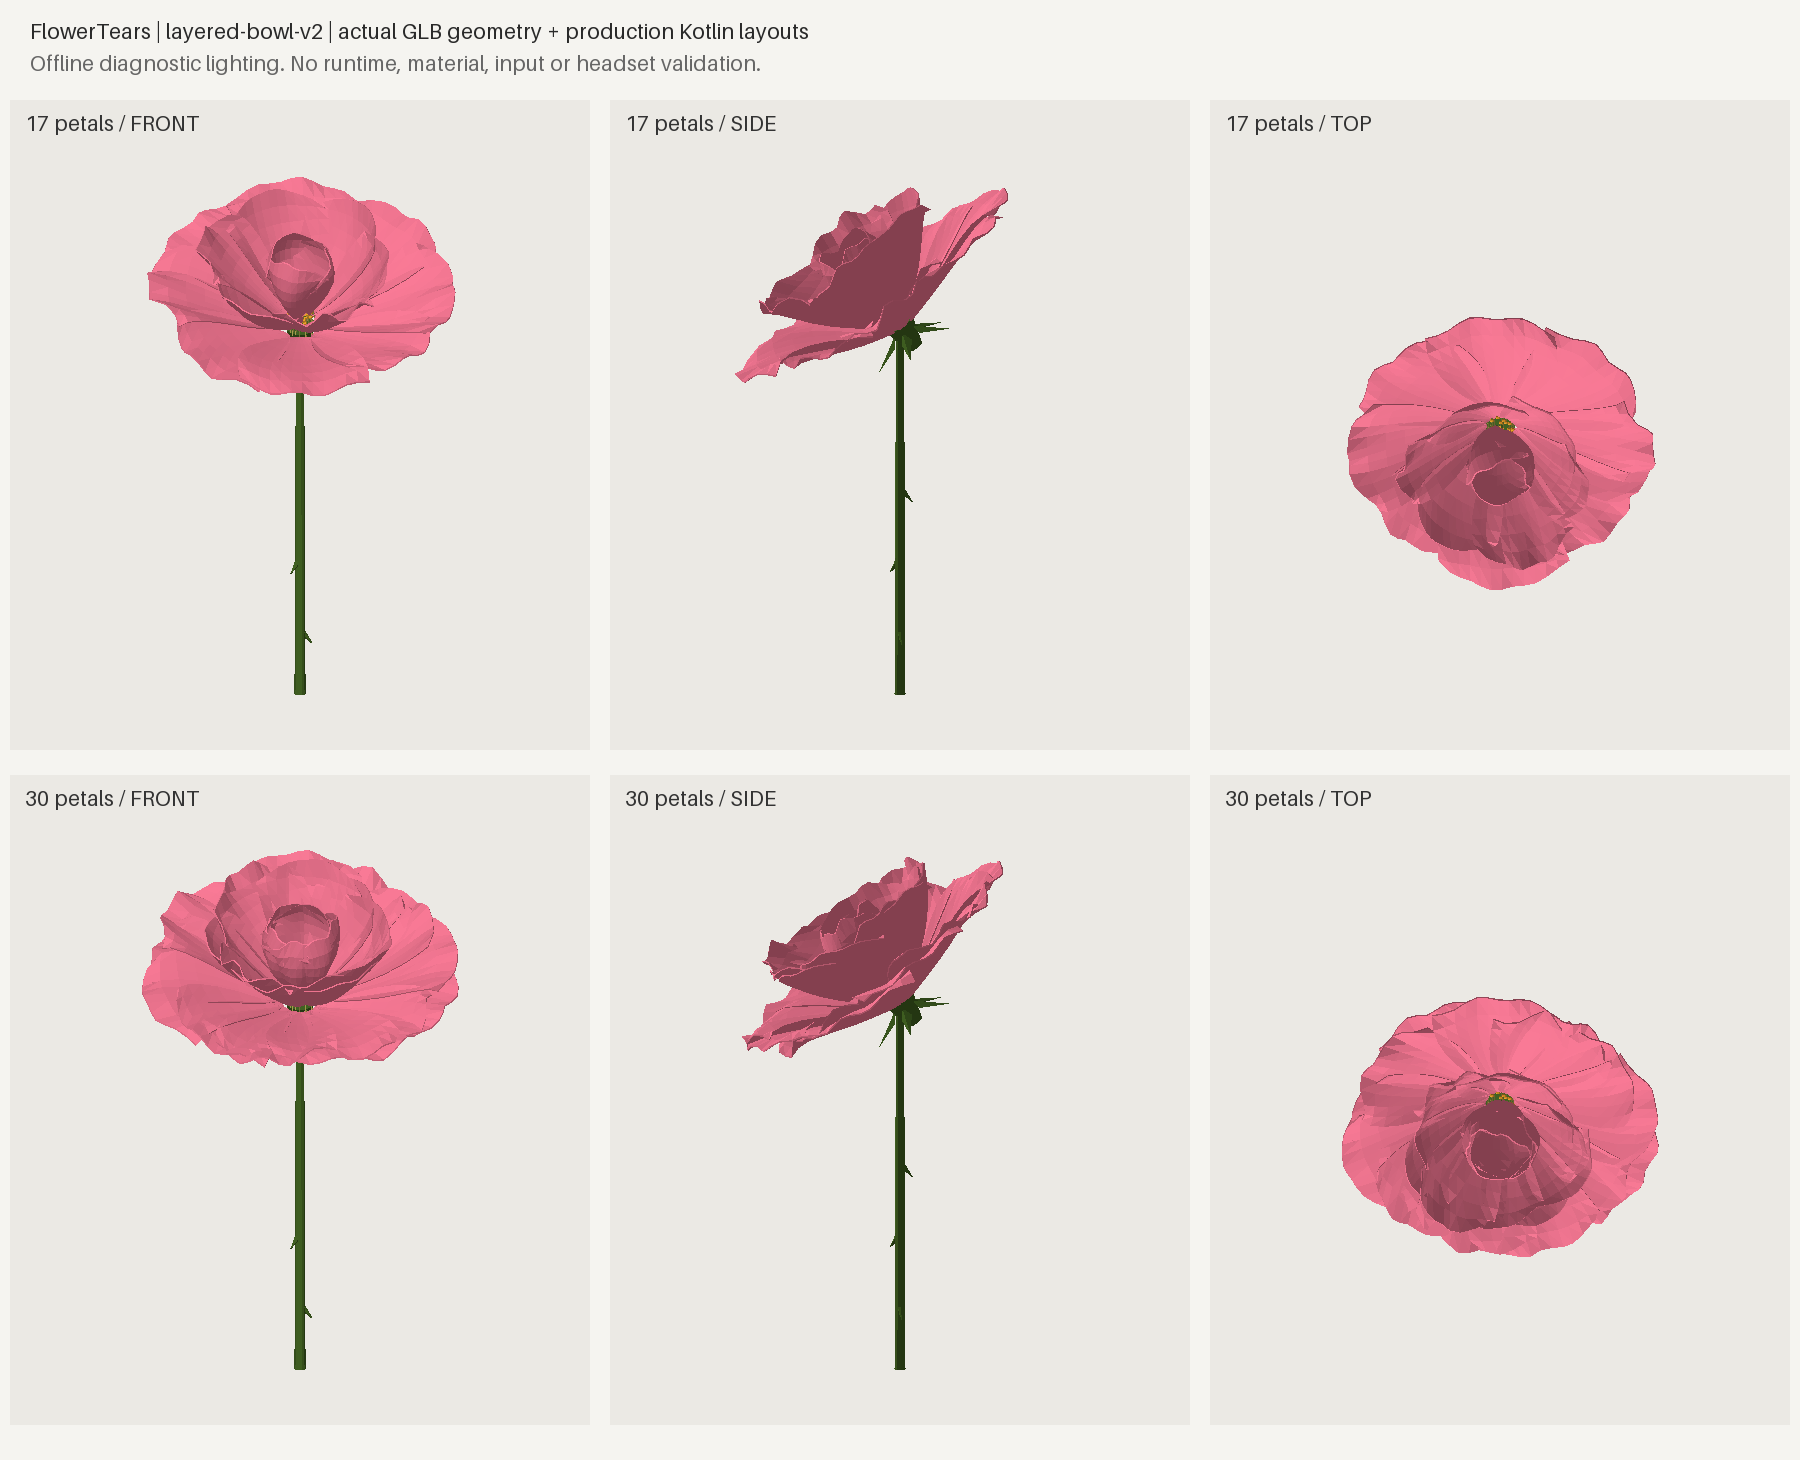 FlowerTears | layered-bowl-v2 | actual GLB geometry + production Kotlin layouts
Offline diagnostic lighting. No runtime, material, input or headset validation.
17 petals / FRONT
17 petals / SIDE
17 petals / TOP
30 petals / FRONT
30 petals / SIDE
30 petals / TOP